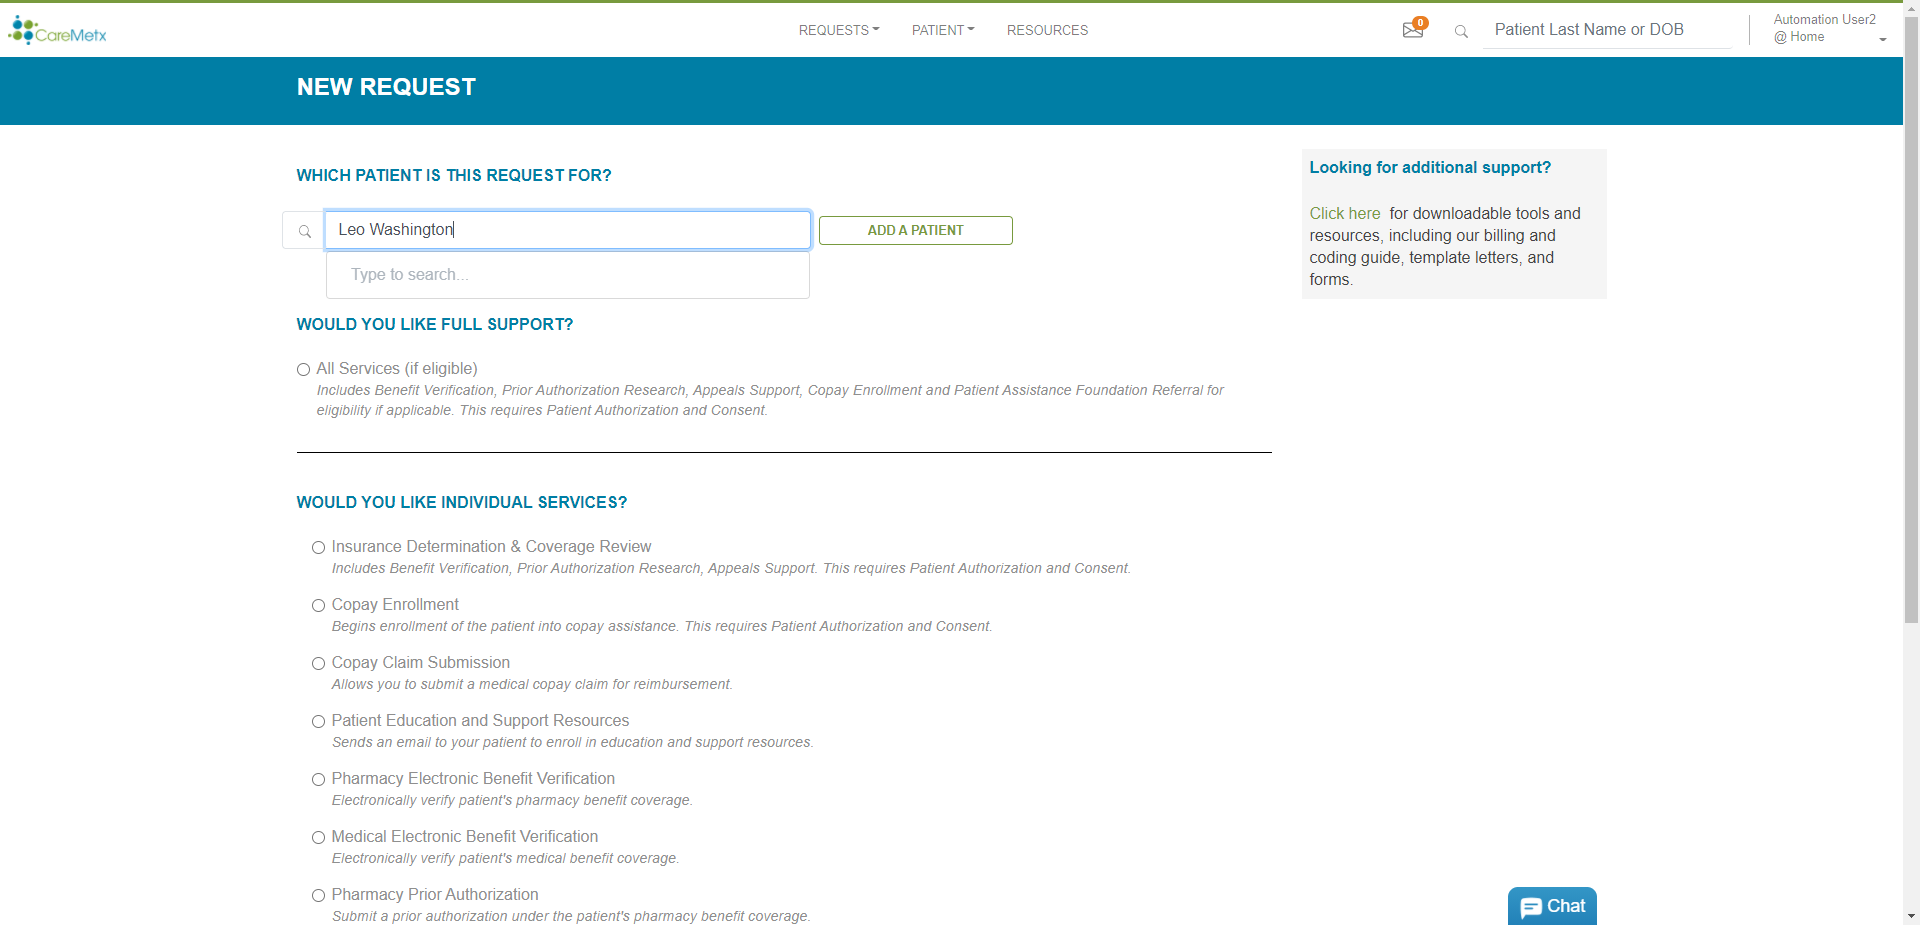 CareMetx
REQUESTS
PATIENT
RESOURCES
0
Patient Last Name or DOB
Automation User2
@ Home
NEW REQUEST
WHICH PATIENT IS THIS REQUEST FOR?
Leo Washington
ADD A PATIENT
Type to search...
WOULD YOU LIKE FULL SUPPORT?
All Services (if eligible)
Includes Benefit Verification, Prior Authorization Research, Appeals Support, Copay Enrollment and Patient Assistance Foundation Referral for
eligibility if applicable. This requires Patient Authorization and Consent.
WOULD YOU LIKE INDIVIDUAL SERVICES?
Insurance Determination & Coverage Review
Includes Benefit Verification, Prior Authorization Research, Appeals Support. This requires Patient Authorization and Consent.
Copay Enrollment
Begins enrollment of the patient into copay assistance. This requires Patient Authorization and Consent.
Copay Claim Submission
Allows you to submit a medical copay claim for reimbursement.
Patient Education and Support Resources
Sends an email to your patient to enroll in education and support resources.
Pharmacy Electronic Benefit Verification
Electronically verify patient's pharmacy benefit coverage.
Medical Electronic Benefit Verification
Electronically verify patient's medical benefit coverage.
Pharmacy Prior Authorization
Submit a prior authorization under the patient's pharmacy benefit coverage.
Looking for additional support?
Click here for downloadable tools and
resources, including our billing and
coding guide, template letters, and
forms.
Chat